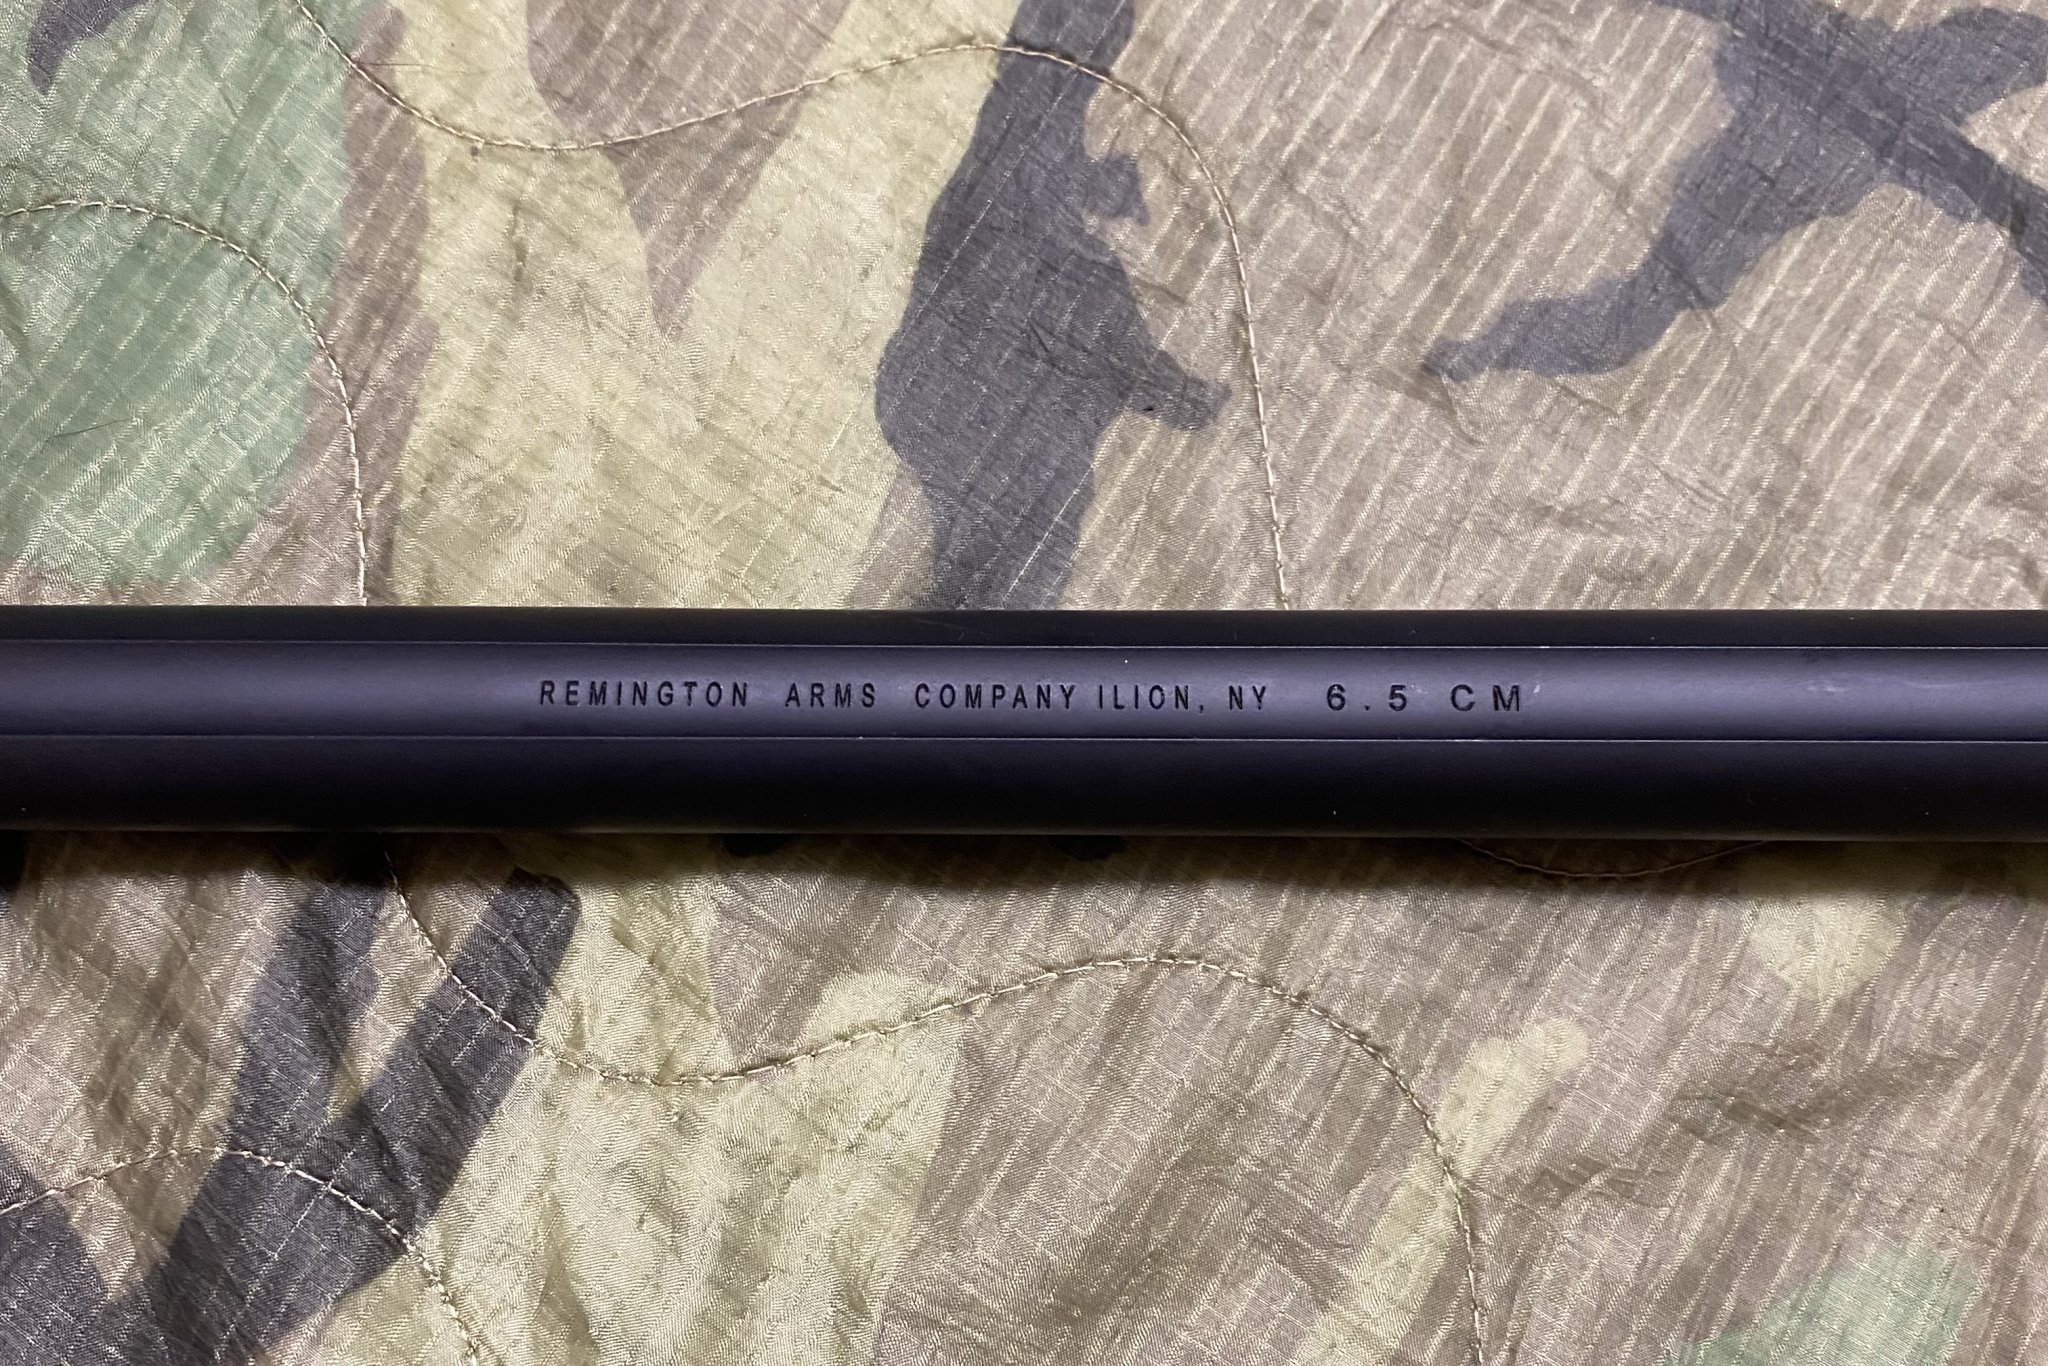 REMINGTON ARMS COMPANY ILION, NY 6.5 CM